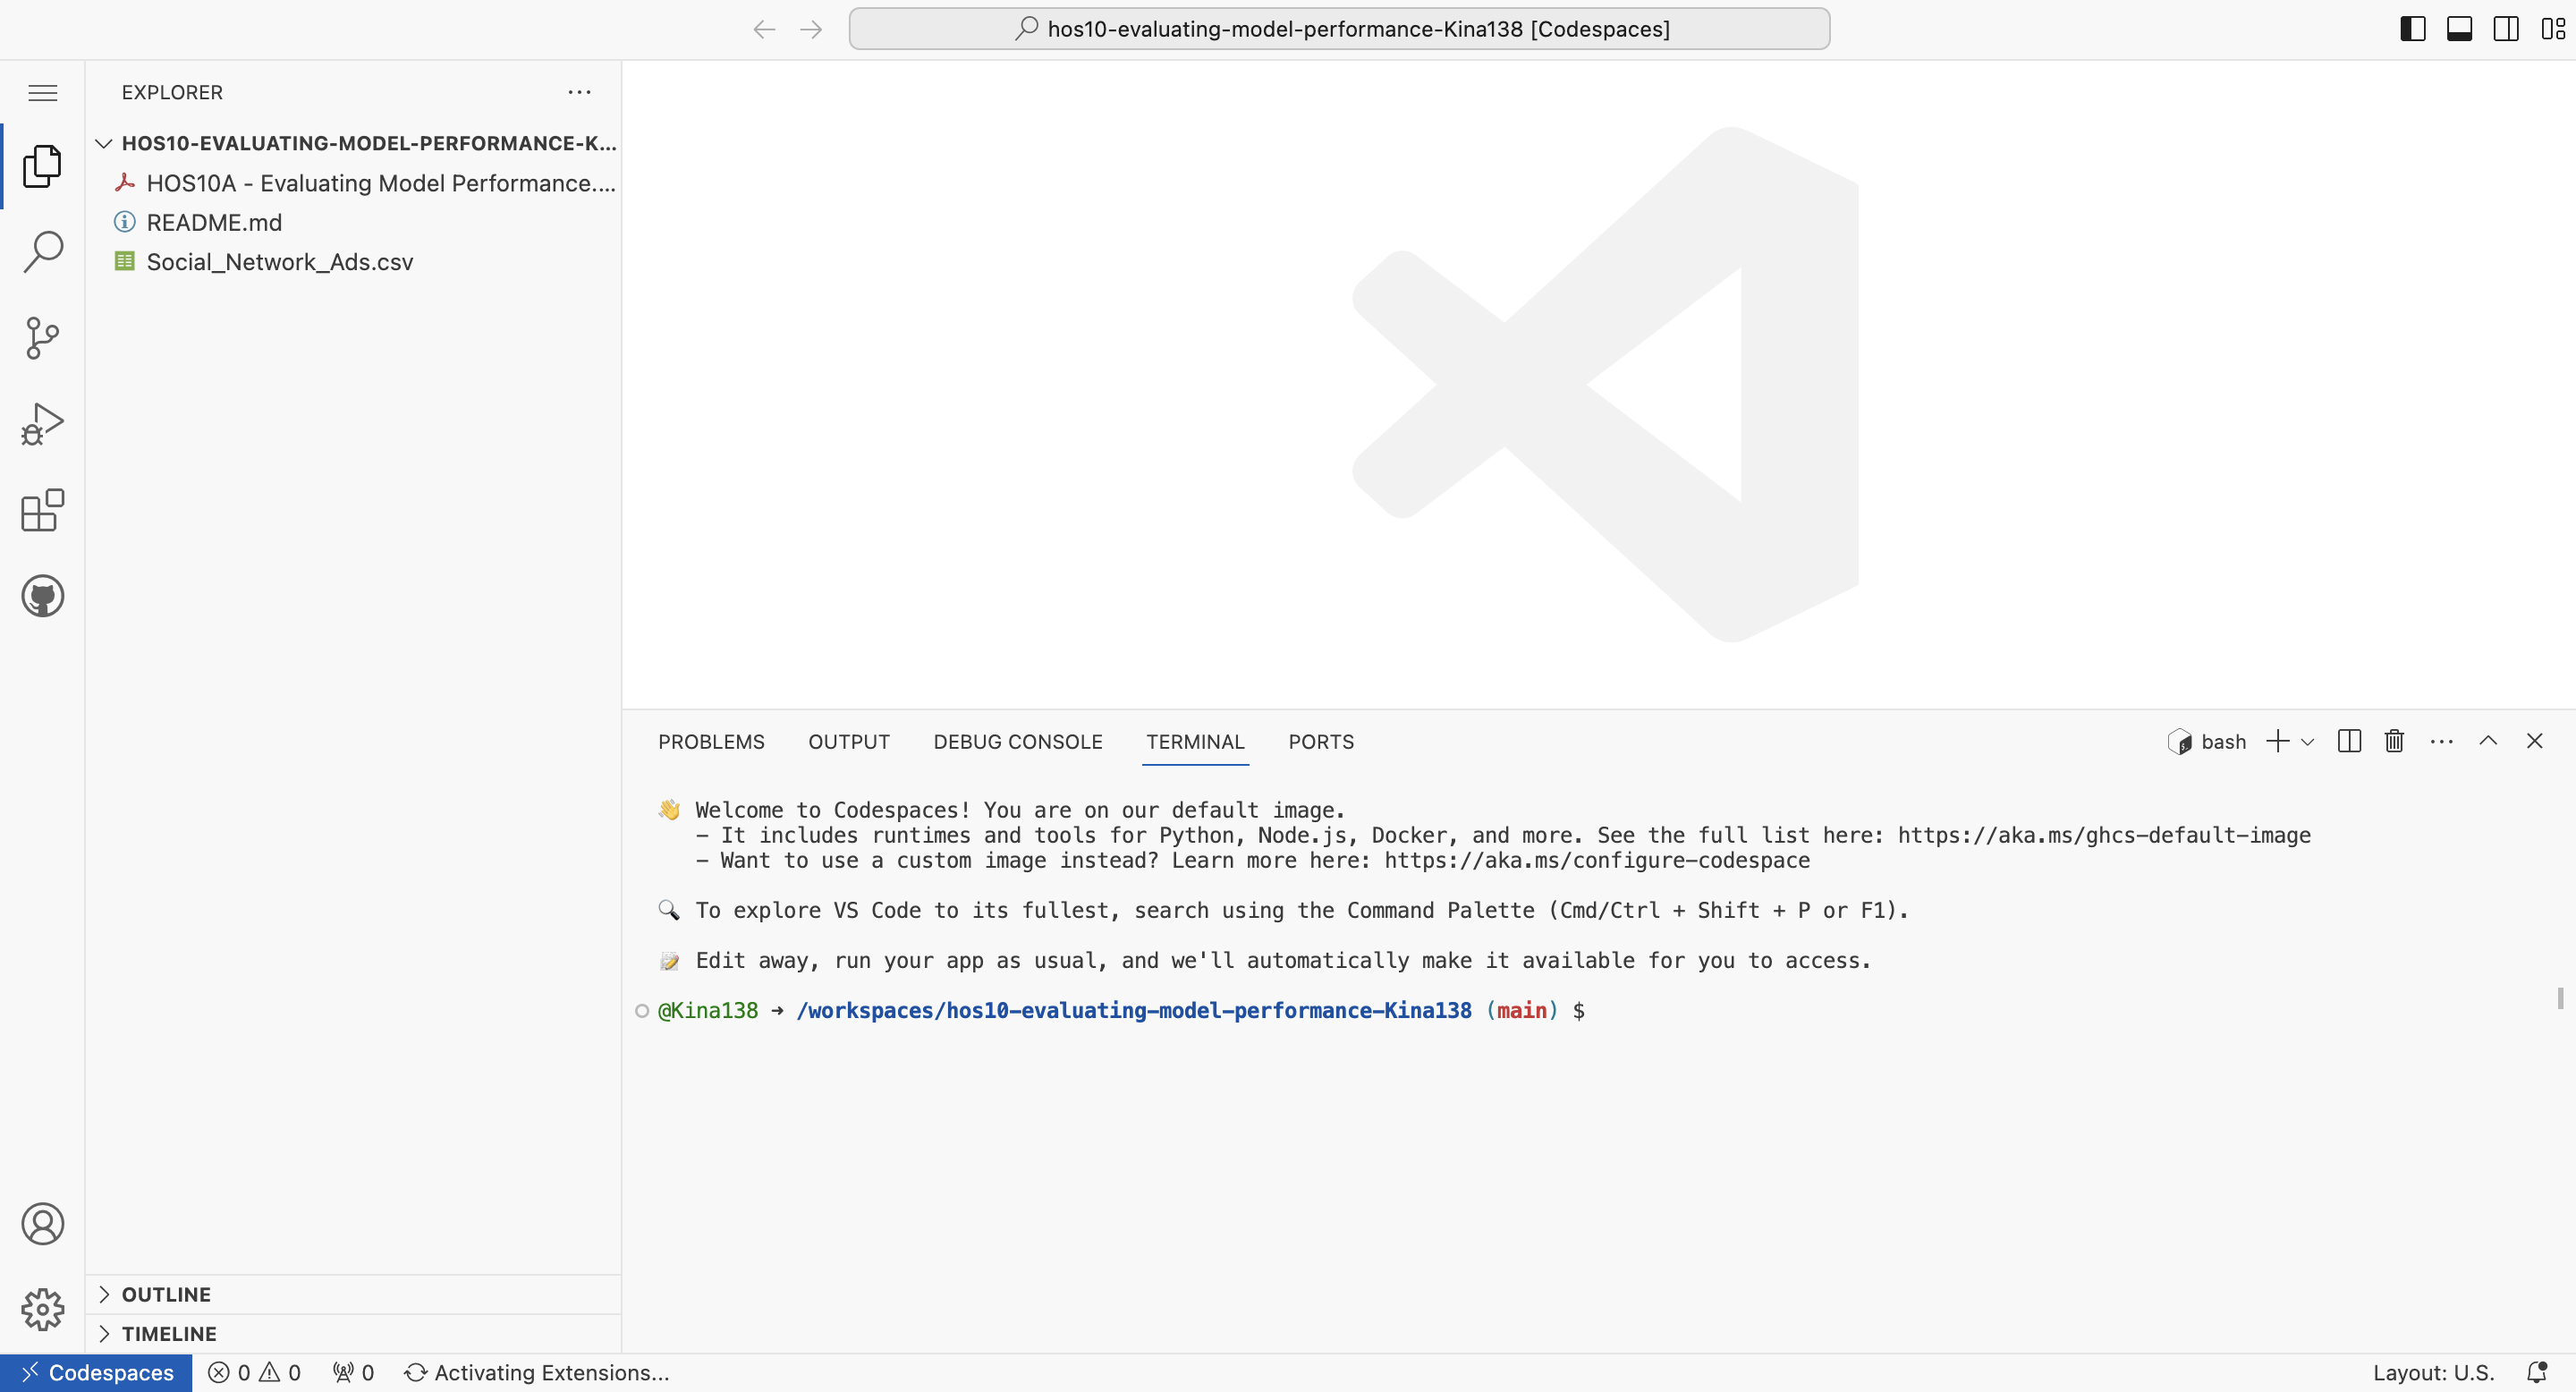 hos10-evaluating-model-performance-Kina138 [Codespaces]
EXPLORER
HOS10-EVALUATING-MODEL-PERFORMANCE-K...
HOS10A - Evaluating Model Performance....
README.md
Social_Network_Ads.csv
PROBLEMS OUTPUT DEBUG CONSOLE TERMINAL PORTS bash
Welcome to Codespaces! You are on our default image.
- It includes runtimes and tools for Python, Node.js, Docker, and more. See the full list here: https://aka.ms/ghcs-default-image
- Want to use a custom image instead? Learn more here: https://aka.ms/configure-codespace
To explore VS Code to its fullest, search using the Command Palette (Cmd/Ctrl + Shift + P or F1).
Edit away, run your app as usual, and we'll automatically make it available for you to access.
@Kina138 ➜ /workspaces/hos10-evaluating-model-performance-Kina138 (main) $
OUTLINE
TIMELINE
Codespaces 0 0 0 Activating Extensions... Layout: U.S.